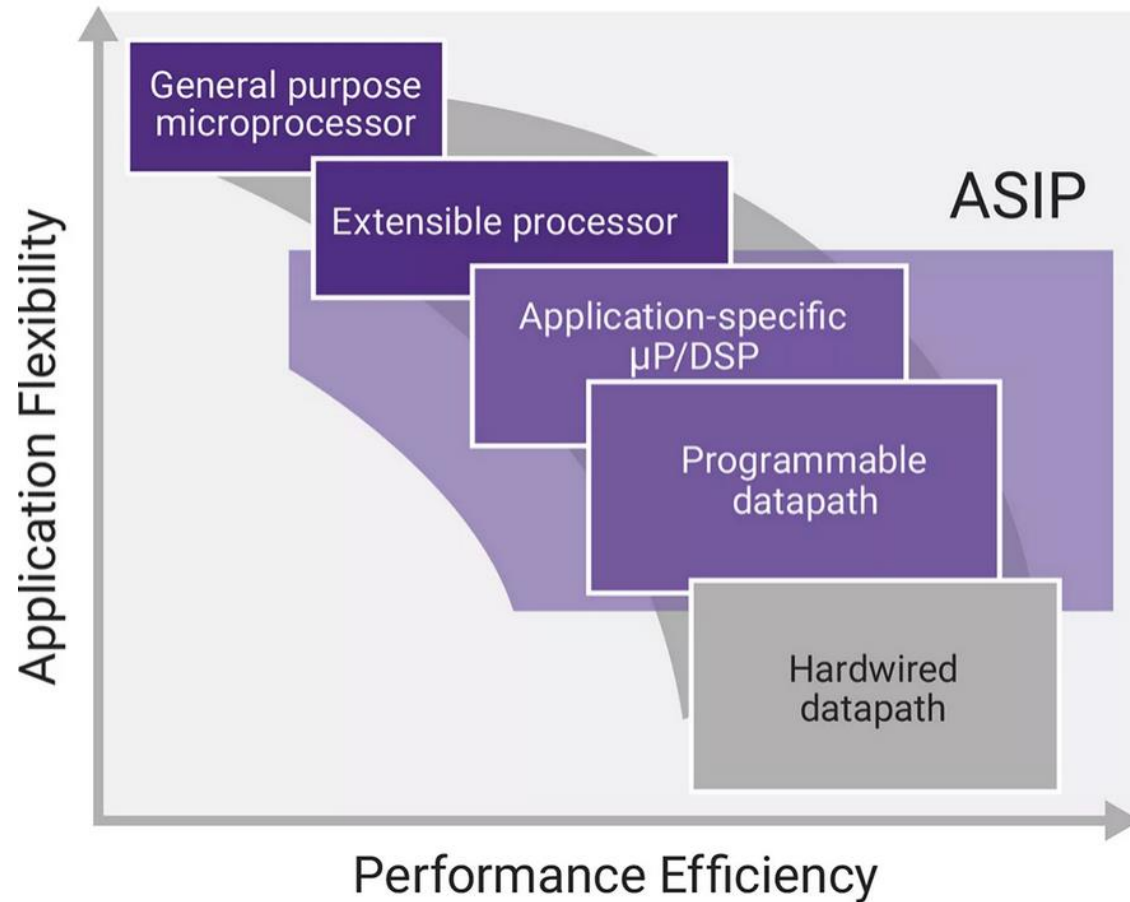 General purpose
microprocessor
Extensible processor
ASIP
Application-specific
μP/DSP
Programmable
datapath
Hardwired
datapath
Application Flexibility
Performance Efficiency